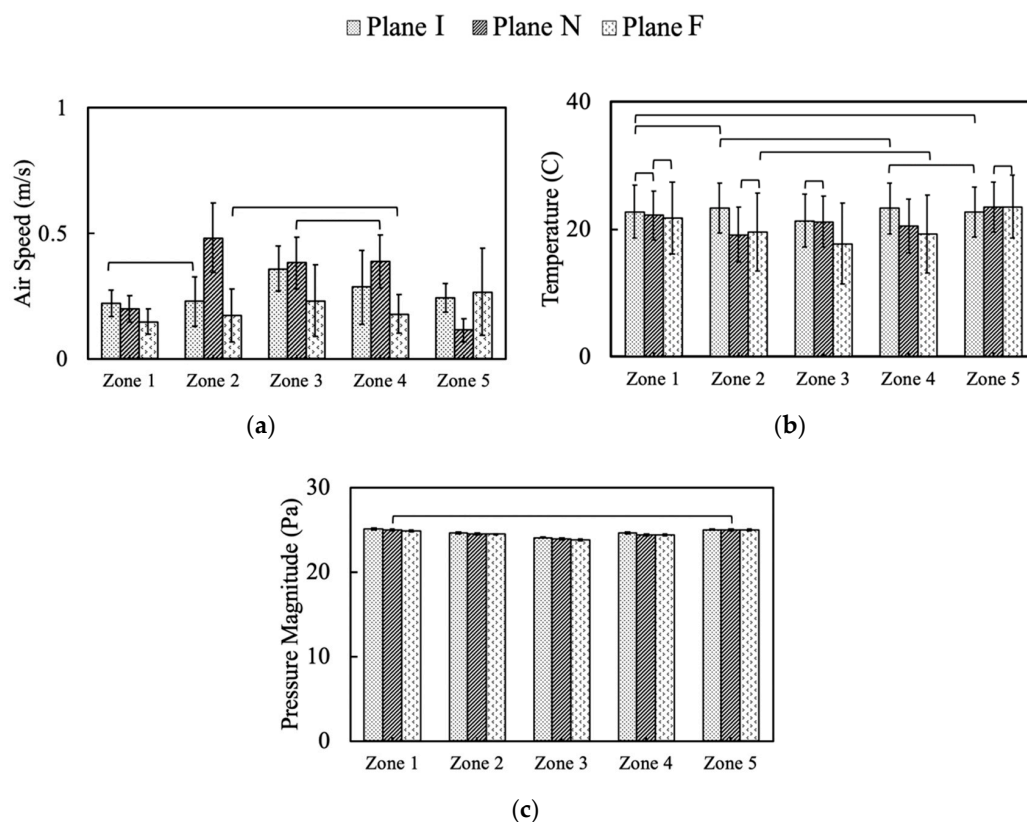 Plane I Plane N Plane F
1
0.5
0
Air Speed (m/s)
Zone 1 Zone 2 Zone 3 Zone 4 Zone 5
(a)
40
20
0
Temperature (C)
Zone 1 Zone 2 Zone 3 Zone 4 Zone 5
(b)
30
20
10
0
Pressure Magnitude (Pa)
Zone 1 Zone 2 Zone 3 Zone 4 Zone 5
(c)